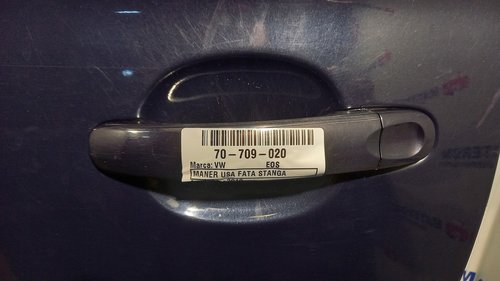 70-709-020
Marca: VW EOS
MANER USA FATA STANGA